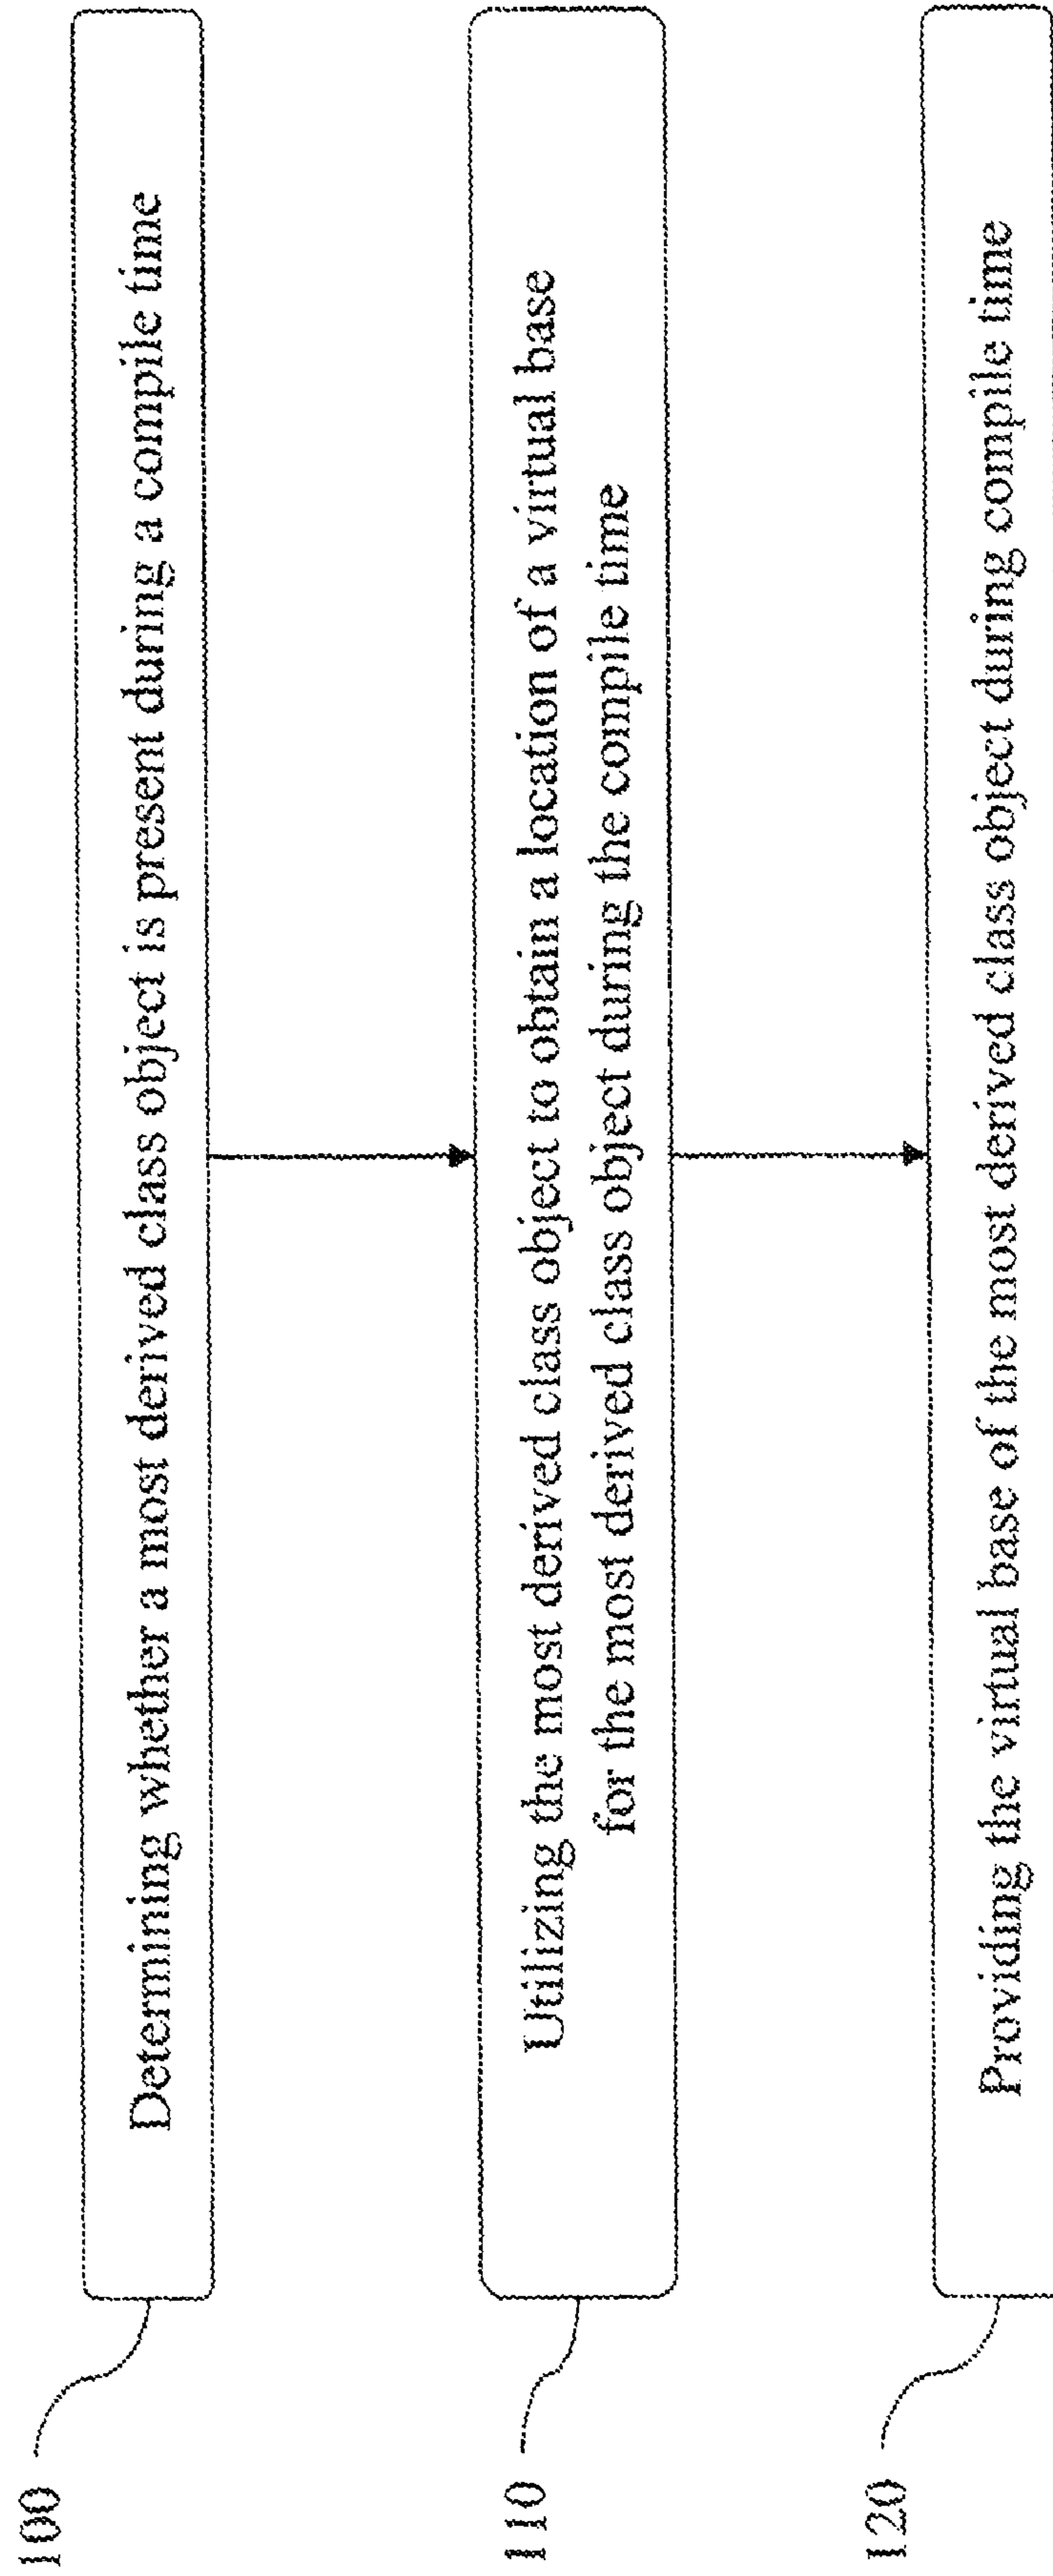 100
Determining whether a most derived class object is present during a compile time
110
Utilizing the most derived class object to obtain a location of a virtual base
for the most derived class object during the compile time
120
Providing the virtual base of the most derived class object during compile time